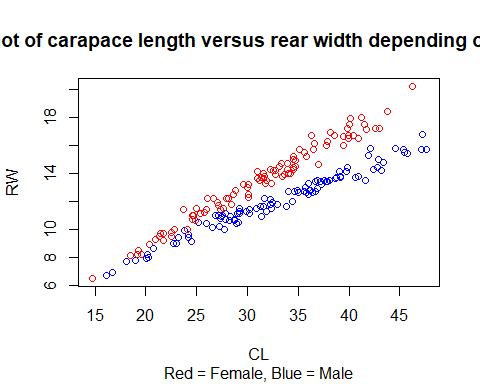 ot of carapace length versus rear width depending
18
14
10
8
6
RW
15 20 25 30 35 40 45
CL
Red = Female, Blue = Male